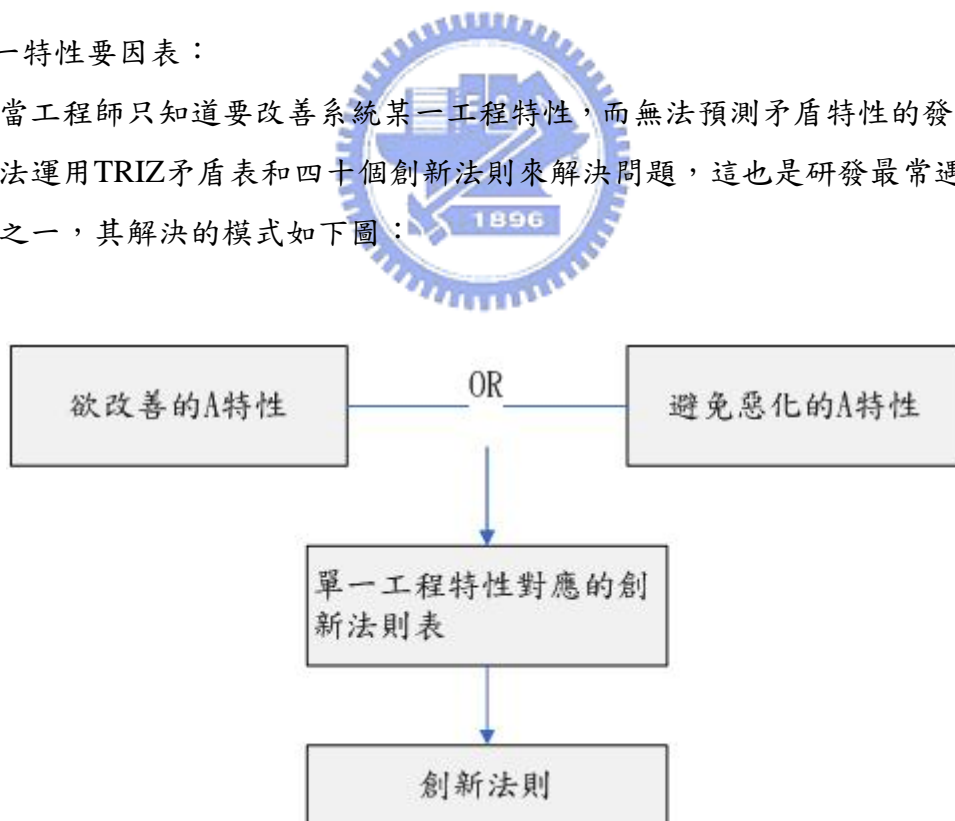 一特性要因表：
當工程師只知道要改善系統某一工程特性，而無法預測矛盾特性的發
法運用TRIZ矛盾表和四十個創新法則來解決問題，這也是研發最常遇
之一，其解決的模式如下圖：
1896
欲改善的A特性
OR
避免惡化的A特性
單一工程特性對應的創
新法則表
創新法則